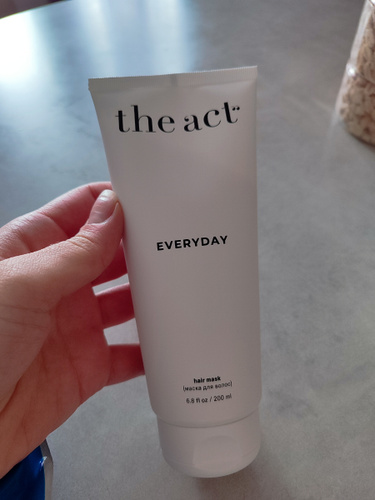 the act
EVERYDAY
hair mask
[маска для волос]
6.8 fl oz / 200 ml